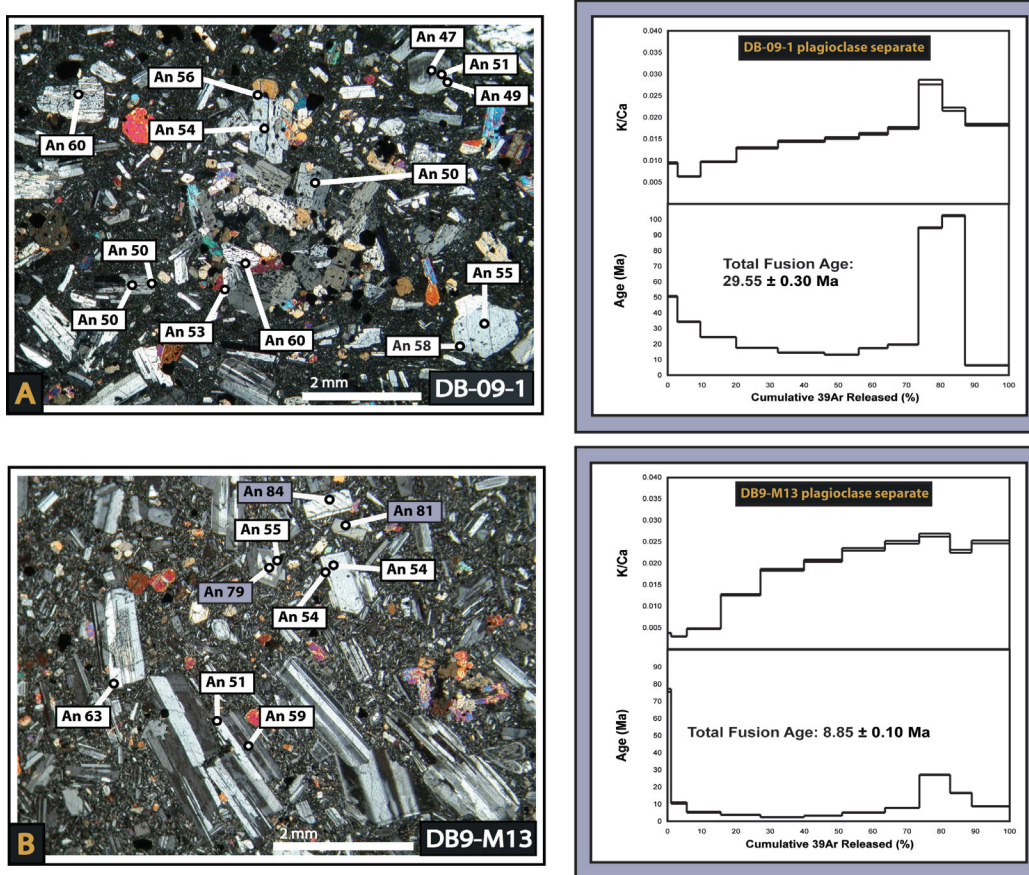 An 47
An 51
An 49
An 56
An 54
An 60
An 50
An 50
An 50
An 53
An 60
An 55
An 58
A
2 mm
DB-09-1
DB-09-1 plagioclase separate
K/Ca
0.040
0.035
0.030
0.025
0.020
0.015
0.010
0.005
Age (Ma)
100
90
80
70
60
50
40
30
20
10
0
Total Fusion Age:
29.55 ± 0.30 Ma
0 10 20 30 40 50 60 70 80 90 100
Cumulative 39Ar Released (%)
An 84
An 81
An 55
An 79
An 54
An 54
An 63
An 51
An 59
B
2 mm
DB9-M13
DB9-M13 plagioclase separate
K/Ca
0.040
0.035
0.030
0.025
0.020
0.015
0.010
0.005
Age (Ma)
90
80
70
60
50
40
30
20
10
0
Total Fusion Age: 8.85 ± 0.10 Ma
0 10 20 30 40 50 60 70 80 90 100
Cumulative 39Ar Released (%)